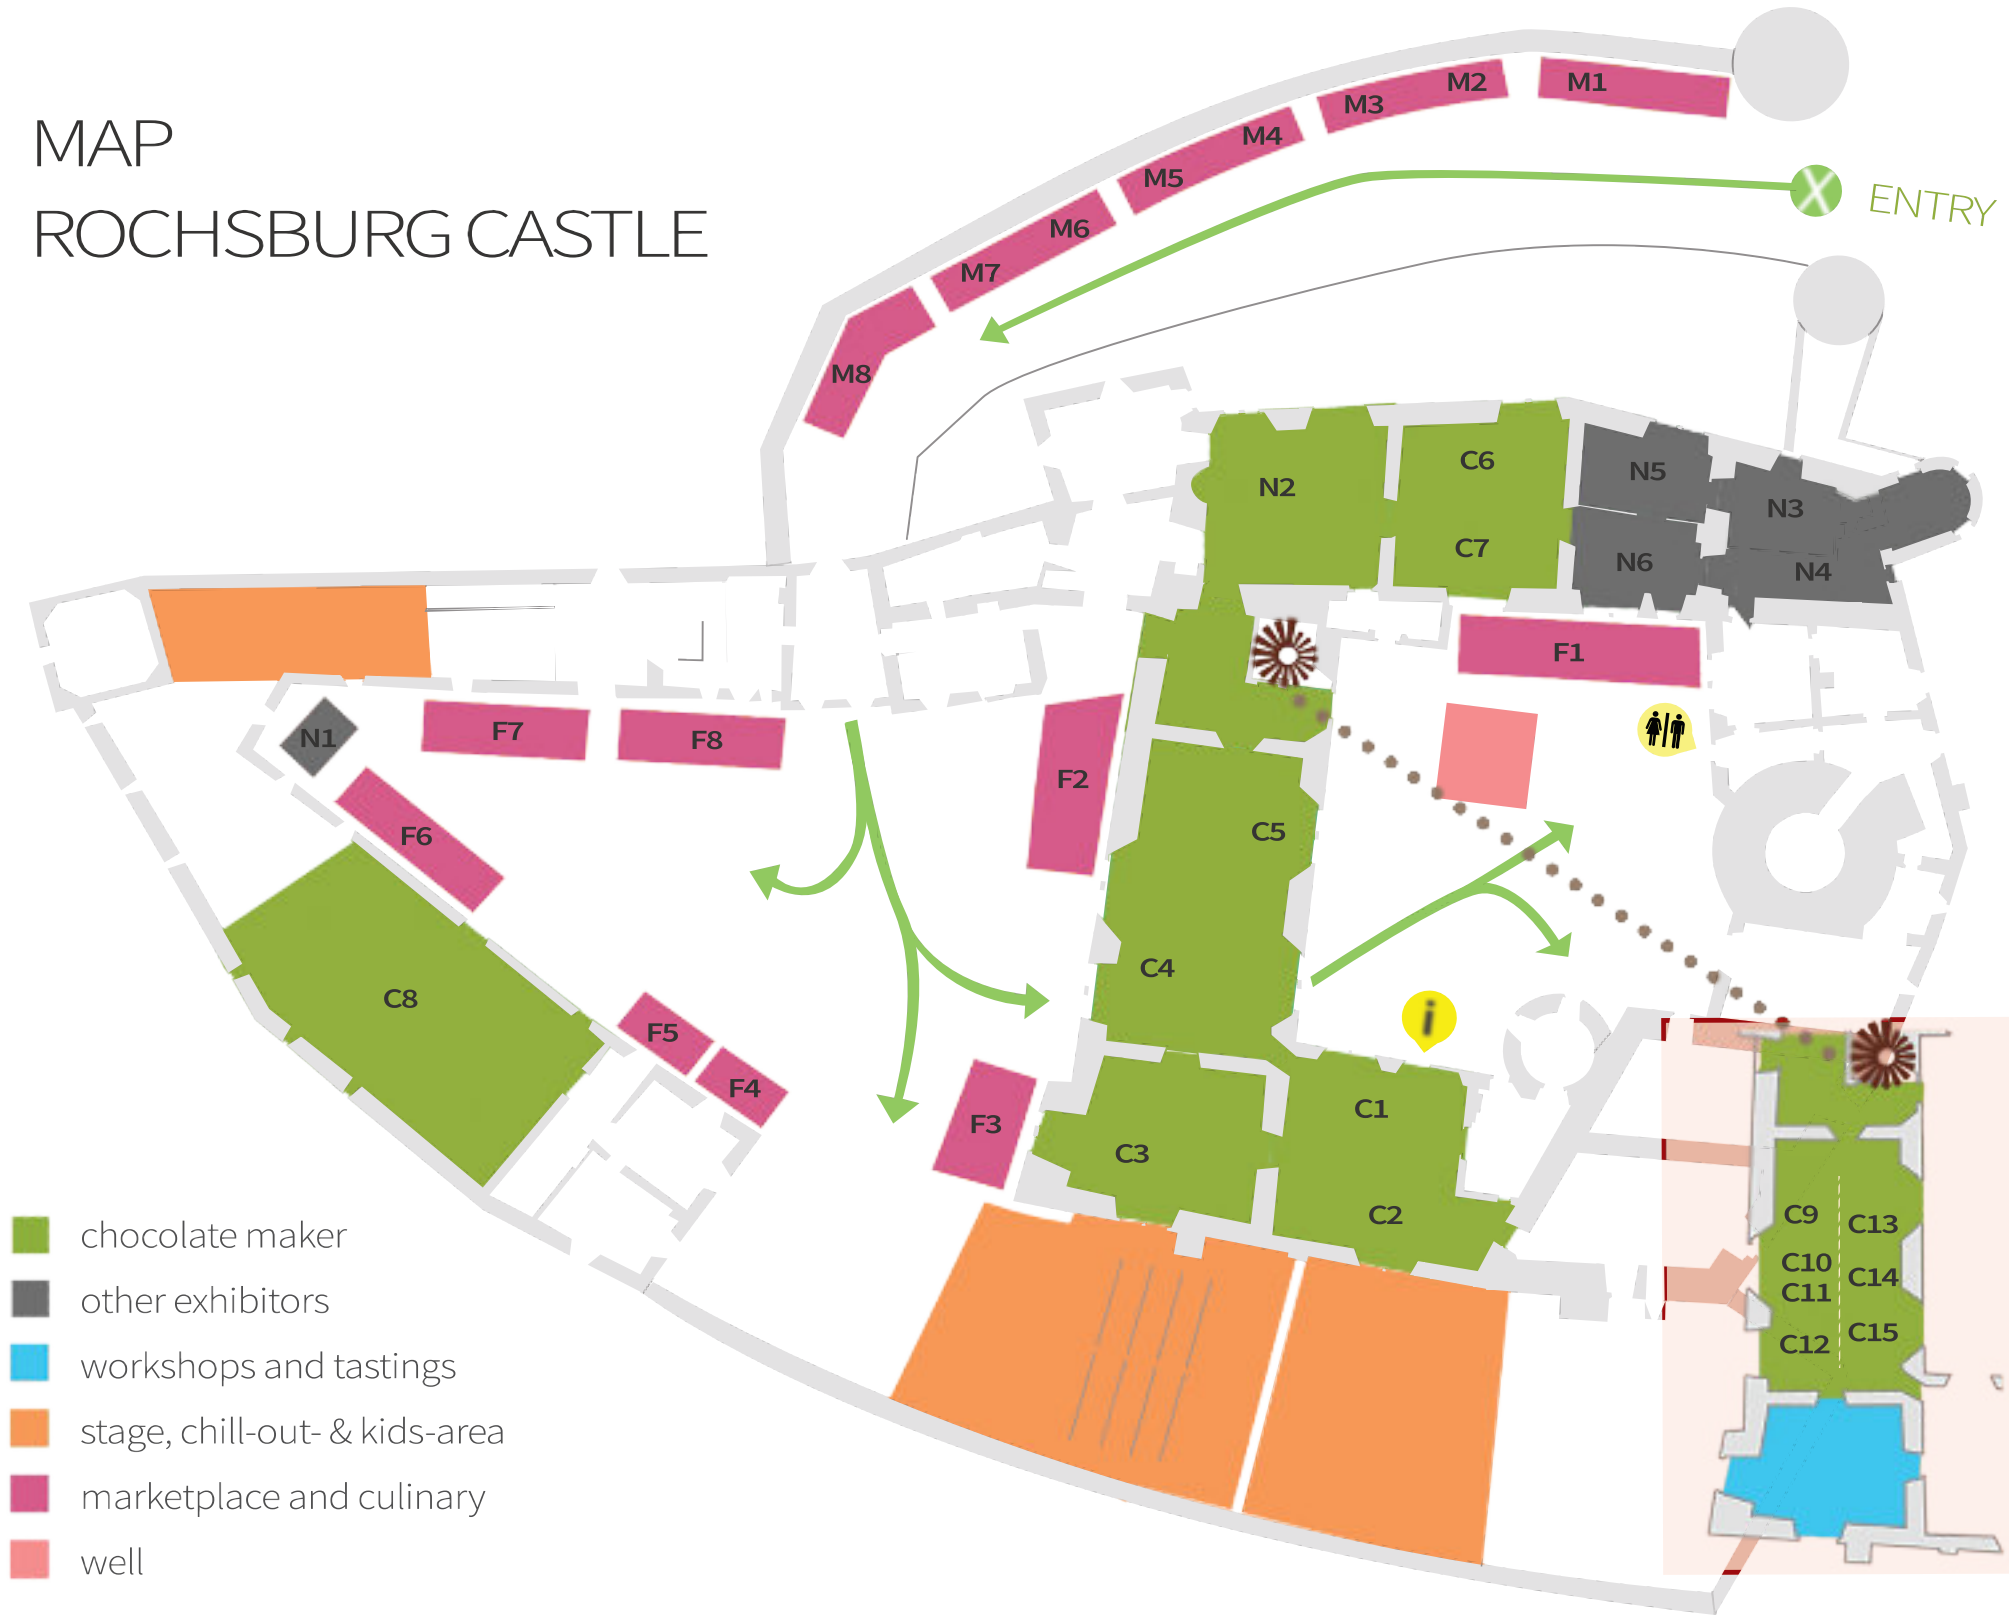 MAP
ROCHSBURG CASTLE
M2
M1
M3
M4
M5
M6
M7
M8
ENTRY
N2
C6
C7
N5
N3
N6
N4
F1
N1
F7
F8
F6
F2
C5
C4
C8
F5
F4
F3
C3
C1
C2
i
C9
C13
C10
C14
C11
C12
C15
chocolate maker
other exhibitors
workshops and tastings
stage, chill-out- & kids-area
marketplace and culinary
well